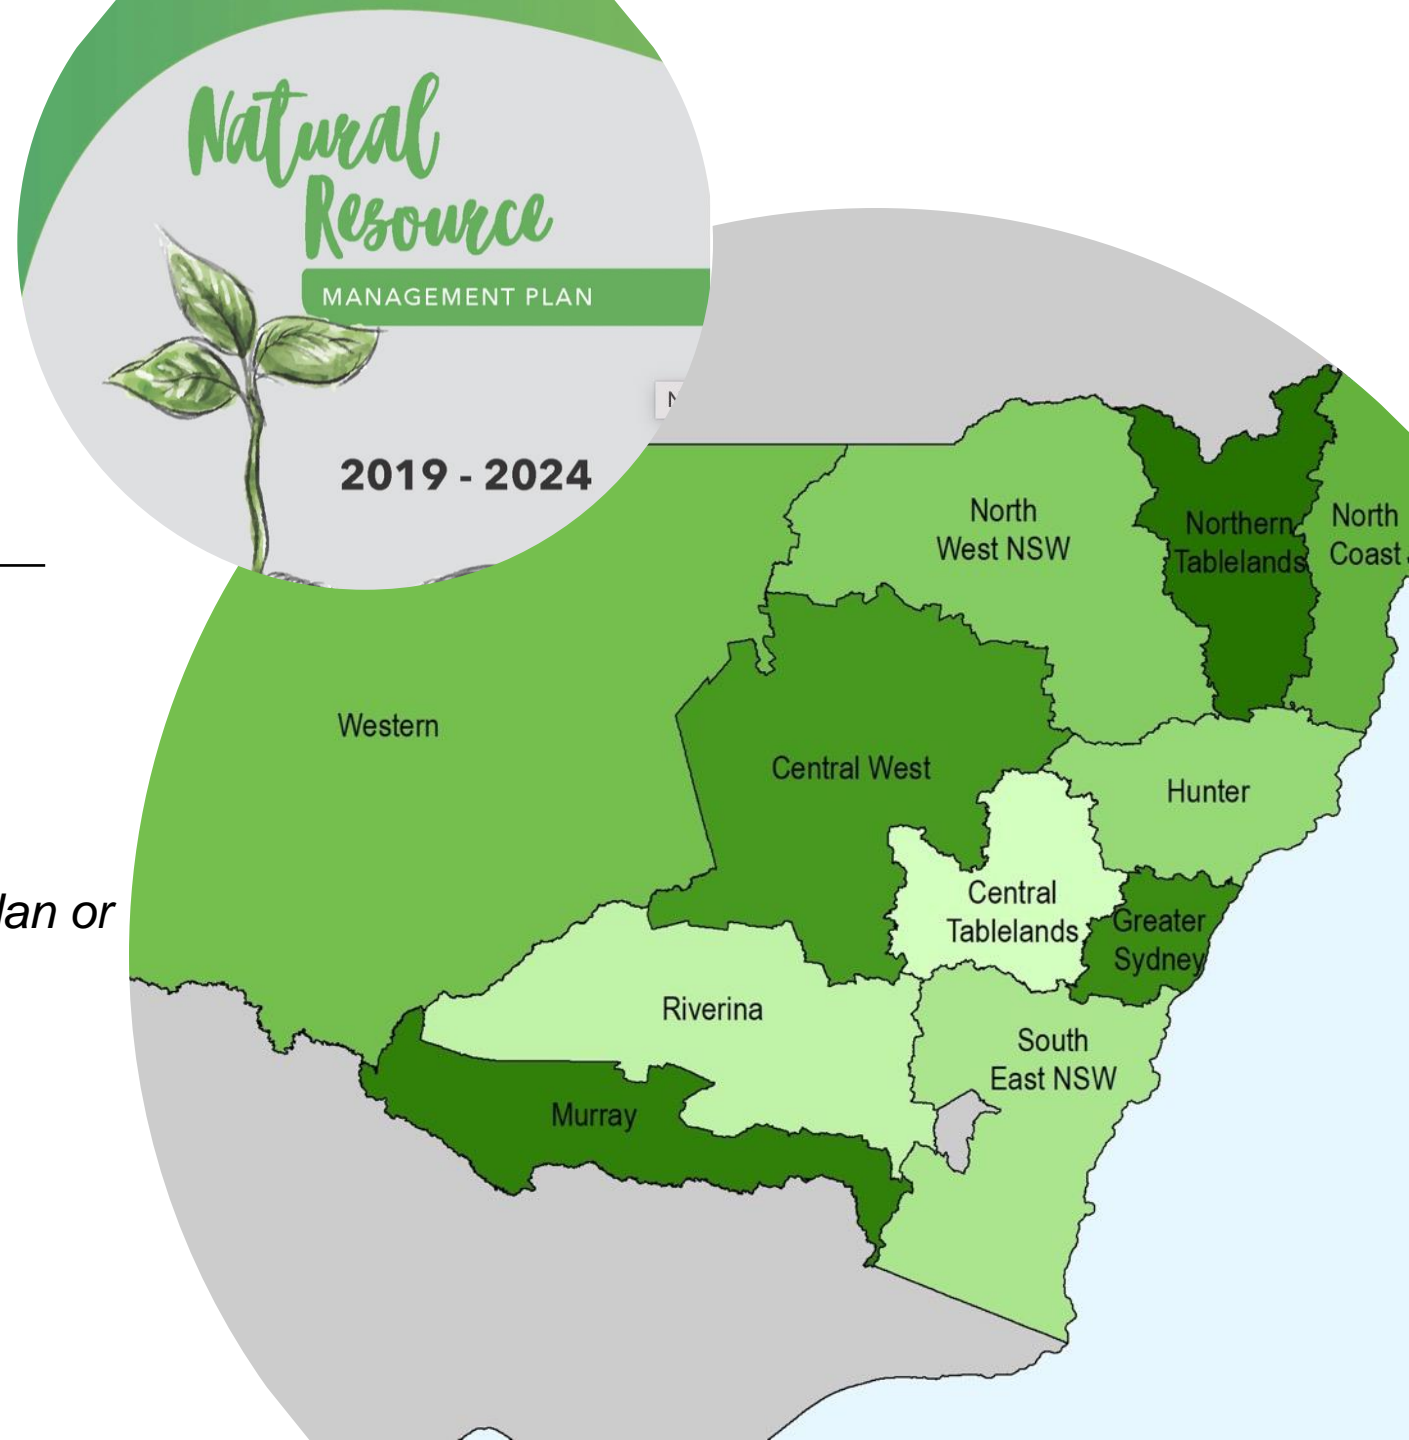 Natural
Resource
MANAGEMENT PLAN
N
2019 - 2024
North
West NSW
Northern
Tablelands
North
Coast
Western
Central West
Hunter
Central
Tablelands
Greater
Sydney
lan or
Riverina
South
East NSW
Murray